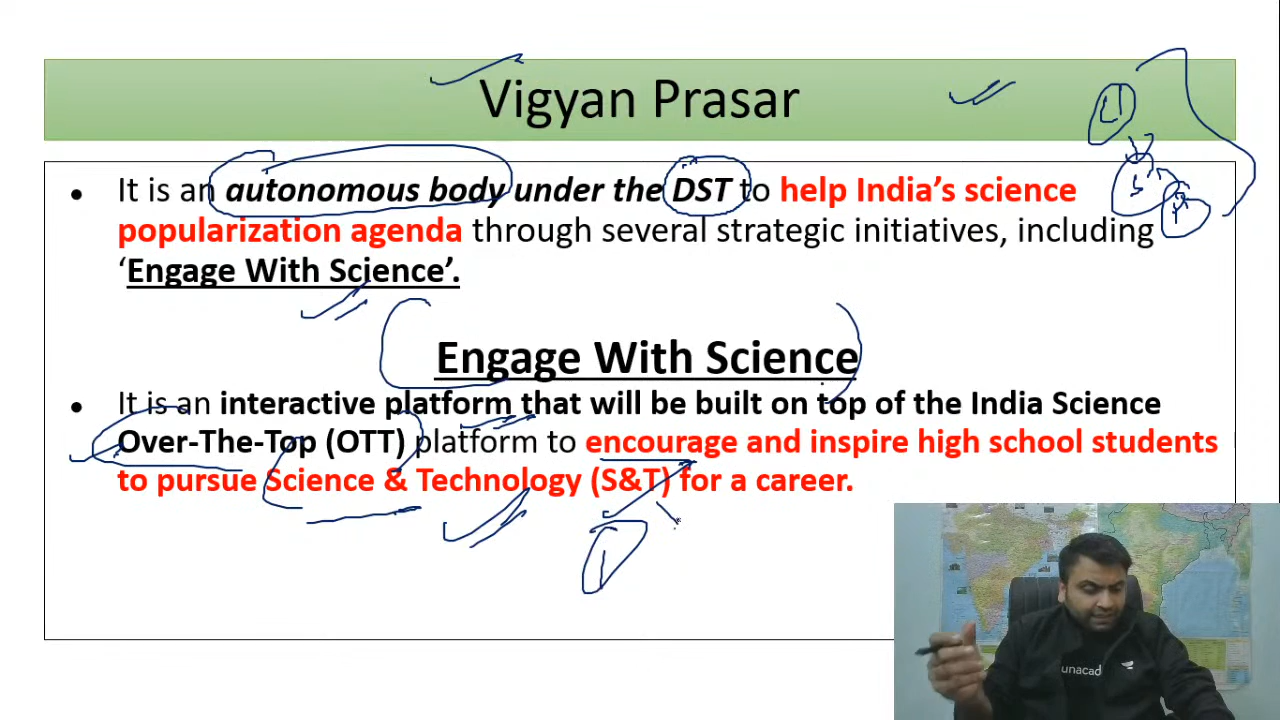 Vigyan Prasar
• It is an autonomous body under the DST to help India’s science
popularization agenda through several strategic initiatives, including
‘Engage With Science’.
Engage With Science
• It is an interactive platform that will be built on top of the India Science
Over-The-Top (OTT) platform to encourage and inspire high school students
to pursue Science & Technology (S&T) for a career.
unacad